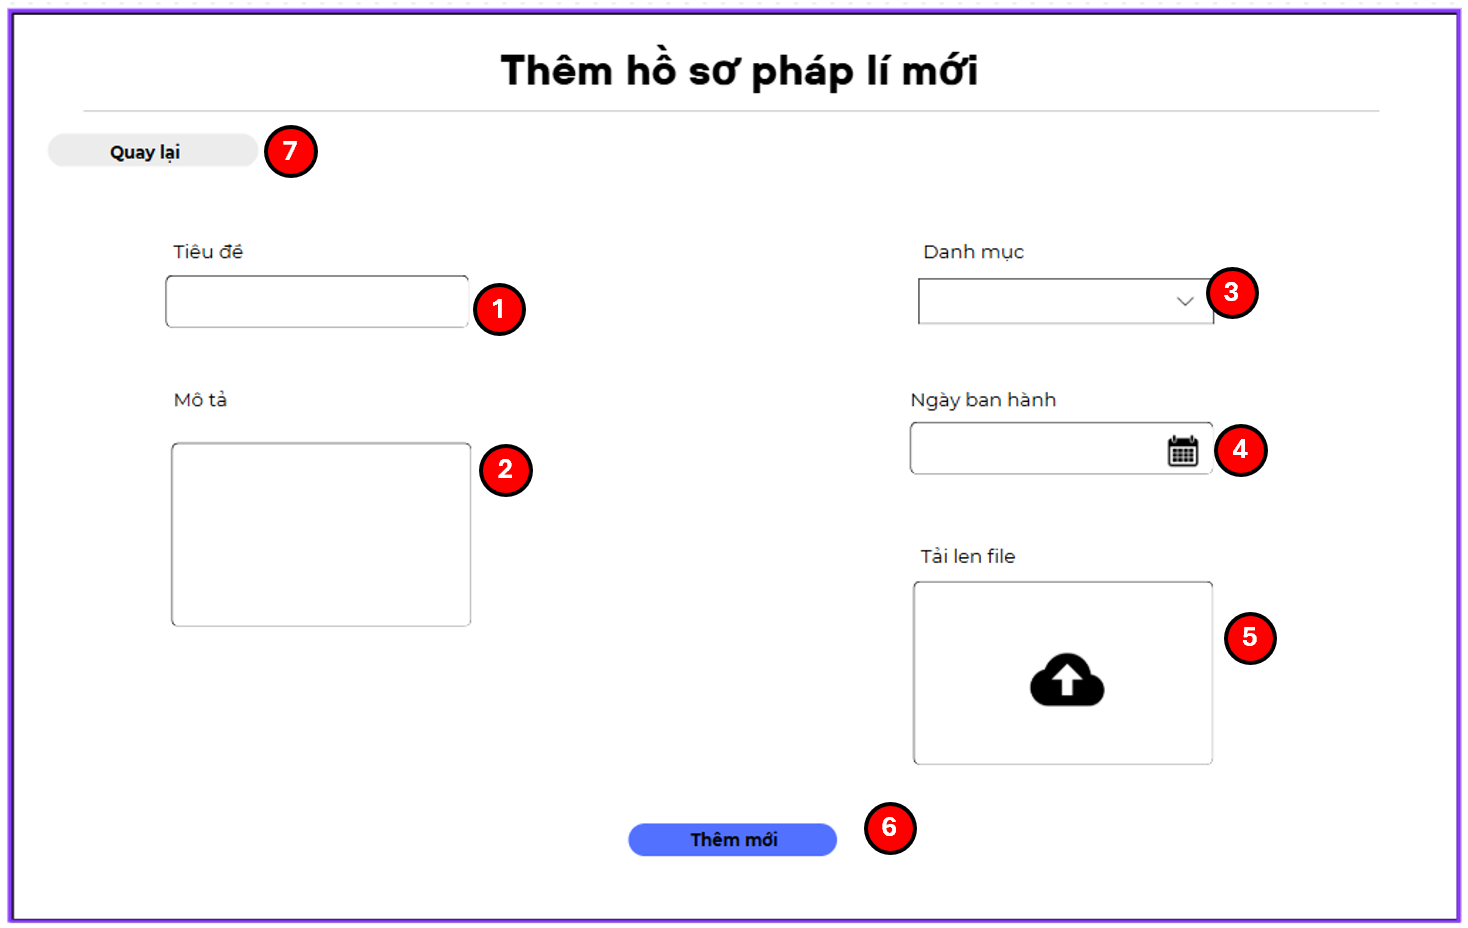 Thêm hồ sơ pháp lí mới
Quay lại
7
Tiêu đề
1
Danh mục
3
Mô tả
2
Ngày ban hành
4
Tải len file
5
Thêm mới
6